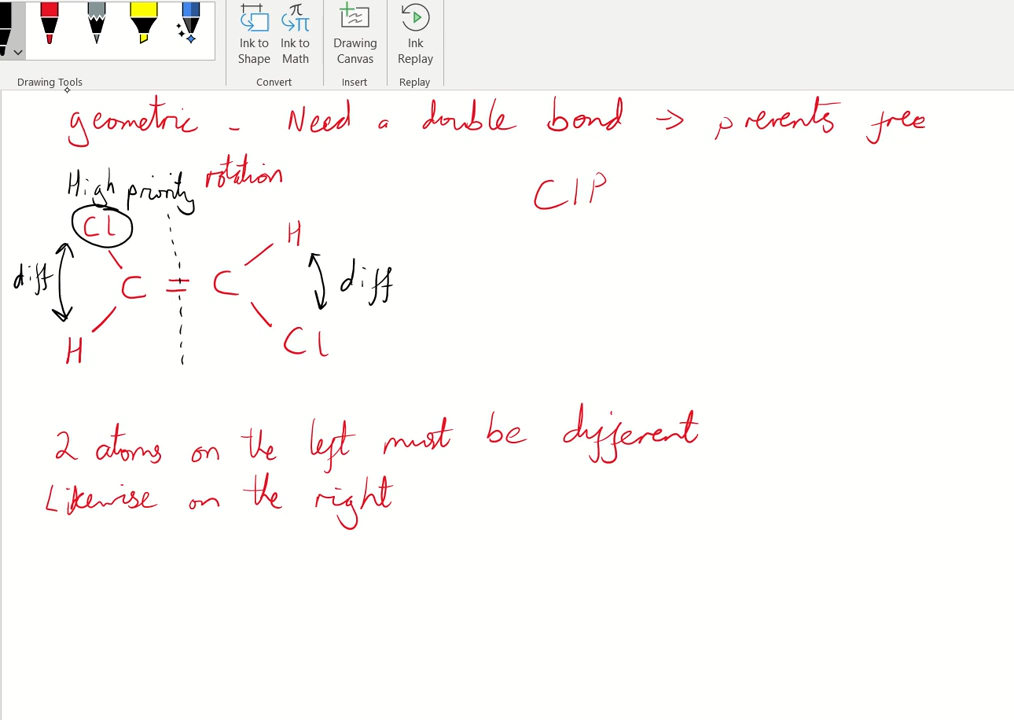 Ink to Shape
Ink to Math
Drawing Canvas
Ink Replay
Drawing Tools
Convert
Insert
Replay
geometric - Need a double bond → prevents free
rotation
High priority
CIP
Cl
H
diff
C = C
diff
H
Cl
2 atoms on the left must be different
Likewise on the right